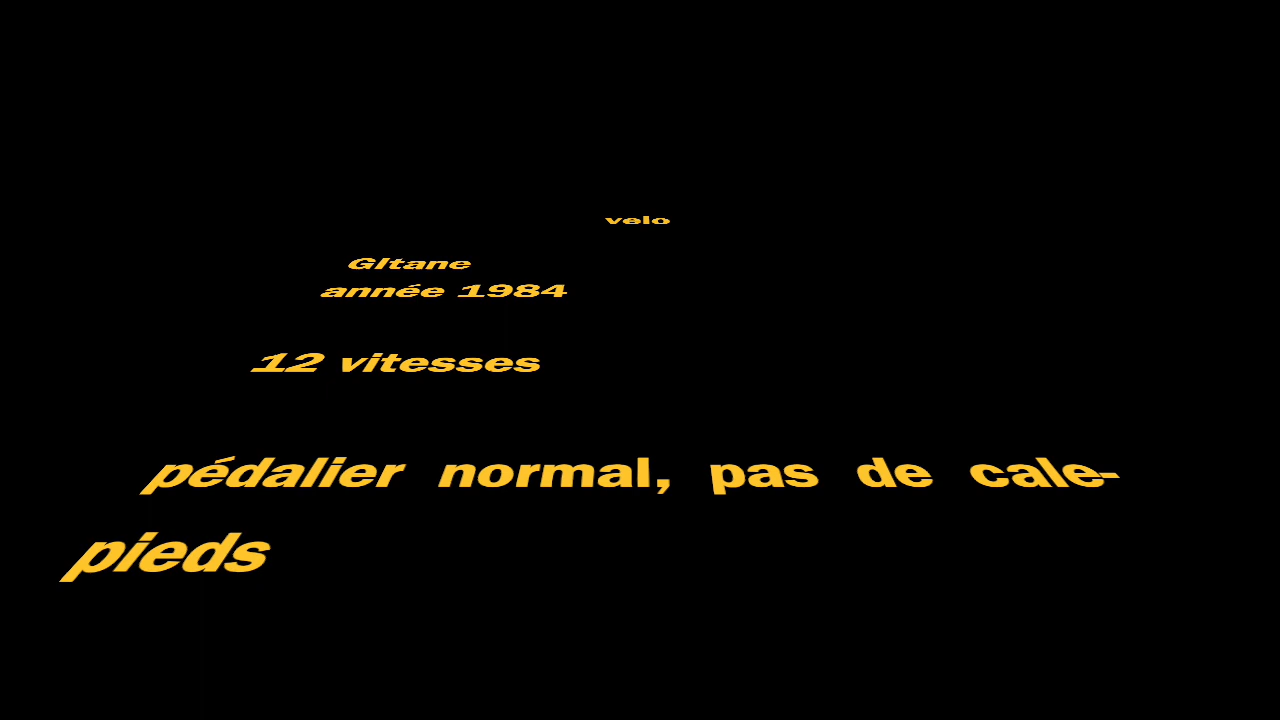 velo
GItane
année 1984
12 vitesses
pédalier normal, pas de cale-
pieds